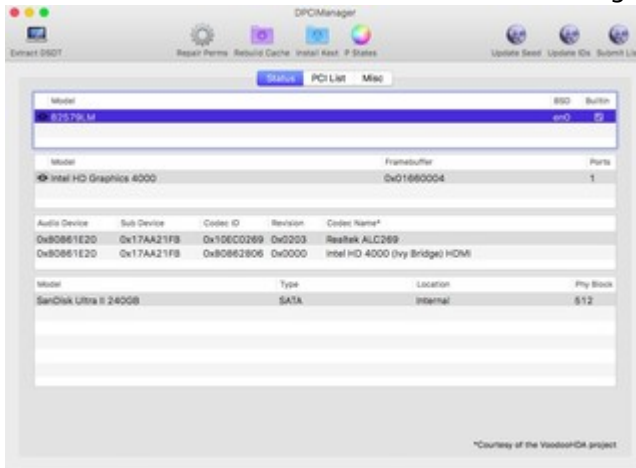 DPCIManager
Extract DSDT
Repair Perms Rebuild Cache Install Kext P States
Update Seed Update IDs Submit
Status PCI List Misc
Model BSD Builtin
82579LM en0
Model Framebuffer Ports
Intel HD Graphics 4000 0x01660004 1
Audio Device Sub Device Codec ID Revision Codec Name*
0x80861E20 0x17AA21FB 0x10EC0269 0x0203 Realtek ALC269
0x80861E20 0x17AA21FB 0x80862806 0x0000 Intel HD 4000 (Ivy Bridge) HDMI
Model Type Location Phy Block
SanDisk Ultra II 240GB SATA Internal 512
*Courtesy of the VoodooHDA project